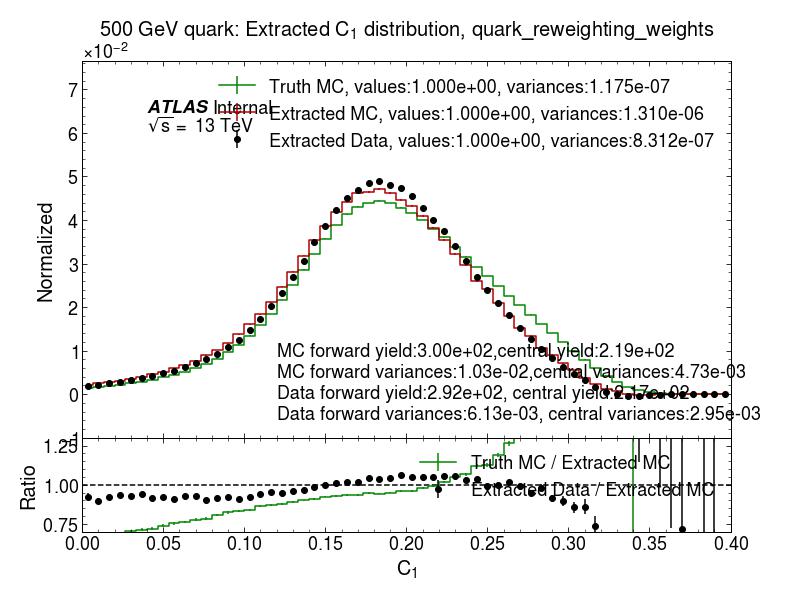 500 GeV quark: Extracted C₁ distribution, quark_reweighting_weights
×10⁻²
Truth MC, values:1.000e+00, variances:1.175e-07
ATLAS Internal
Extracted MC, values:1.000e+00, variances:1.310e-06
√s = 13 TeV
Extracted Data, values:1.000e+00, variances:8.312e-07
7
6
5
4
3
2
1
0
Normalized
MC forward yield:3.00e+02,central yield:2.19e+02
MC forward variances:1.03e-02,central variances:4.73e-03
Data forward yield:2.92e+02, central yield:2.17e+02
Data forward variances:6.13e-03, central variances:2.95e-03
1.25
1.00
0.75
Ratio
Truth MC / Extracted MC
Extracted Data / Extracted MC
0.00 0.05 0.10 0.15 0.20 0.25 0.30 0.35 0.40
C₁